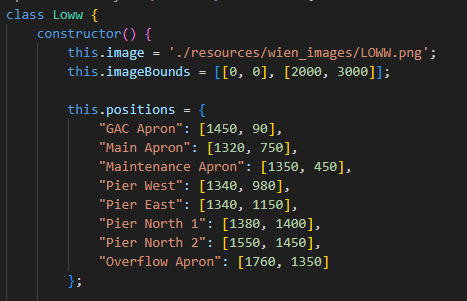 class Loww {
    constructor() {
        this.image = './resources/wien_images/LOWW.png';
        this.imageBounds = [[0, 0], [2000, 3000]];

        this.positions = {
            "GAC Apron": [1450, 90],
            "Main Apron": [1320, 750],
            "Maintenance Apron": [1350, 450],
            "Pier West": [1340, 980],
            "Pier East": [1340, 1150],
            "Pier North 1": [1380, 1400],
            "Pier North 2": [1550, 1450],
            "Overflow Apron": [1760, 1350]
        };